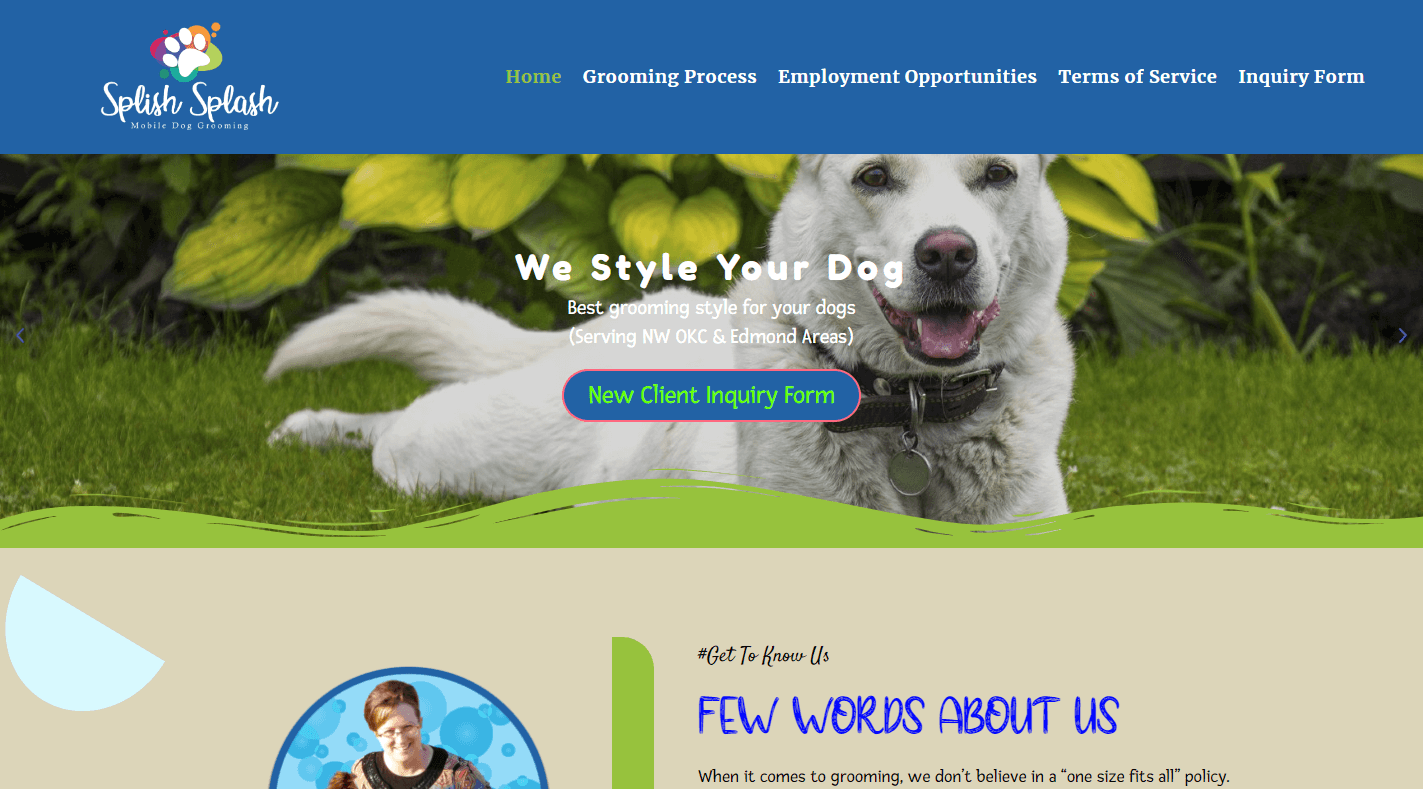 Splish Splash
Mobile Dog Grooming
Home Grooming Process Employment Opportunities Terms of Service Inquiry Form
We Style Your Dog
Best grooming style for your dogs
(Serving NW OKC & Edmond Areas)
New Client Inquiry Form
#Get To Know Us
FEW WORDS ABOUT US
When it comes to grooming, we don't believe in a “one size fits all” policy.